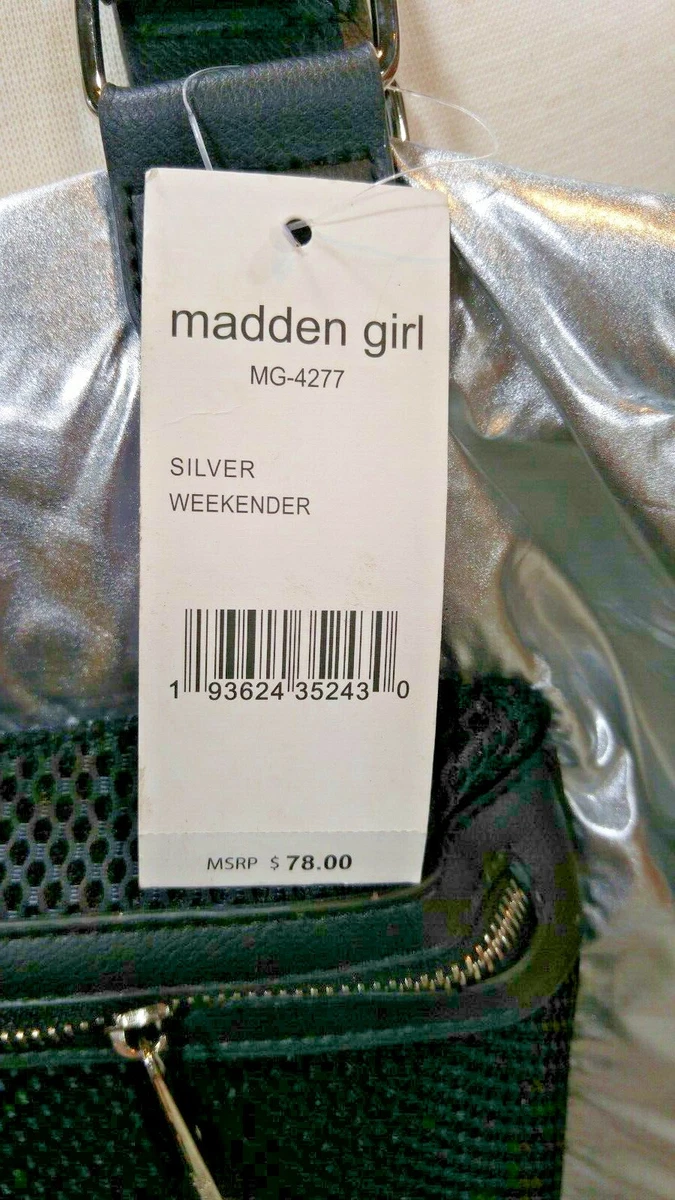 madden girl
MG-4277
SILVER
WEEKENDER
1 93624 35243 0
MSRP $ 78.00